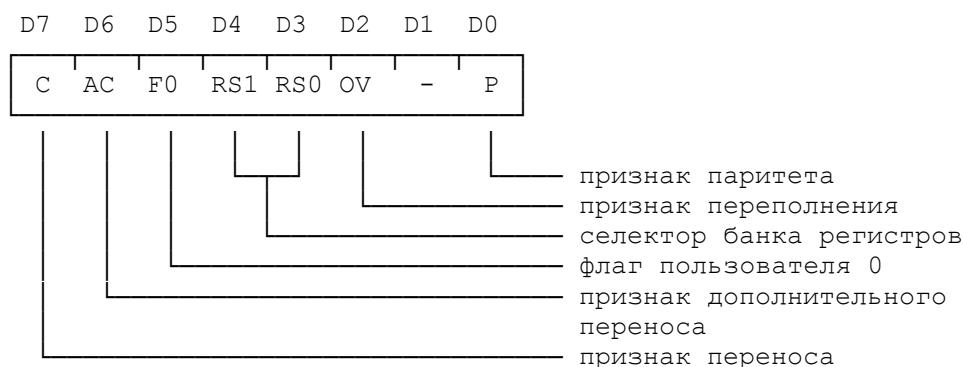 D7 D6 D5 D4 D3 D2 D1 D0
C AC F0 RS1 RS0 OV - P
признак паритета
признак переполнения
селектор банка регистров
флаг пользователя 0
признак дополнительного
переноса
признак переноса